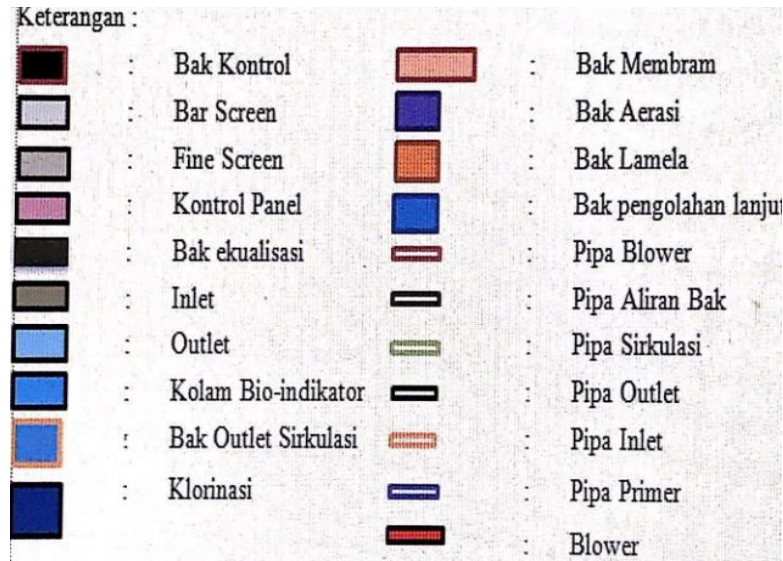 Keterangan :
: Bak Kontrol
: Bar Screen
: Fine Screen
: Kontrol Panel
: Bak ekualisasi
: Inlet
: Outlet
: Kolam Bio-indikator
: Bak Outlet Sirkulasi
: Klorinasi
: Bak Membram
: Bak Aerasi
: Bak Lamela
: Bak pengolahan lanjut
: Pipa Blower
: Pipa Aliran Bak
: Pipa Sirkulasi
: Pipa Outlet
: Pipa Inlet
: Pipa Primer
: Blower